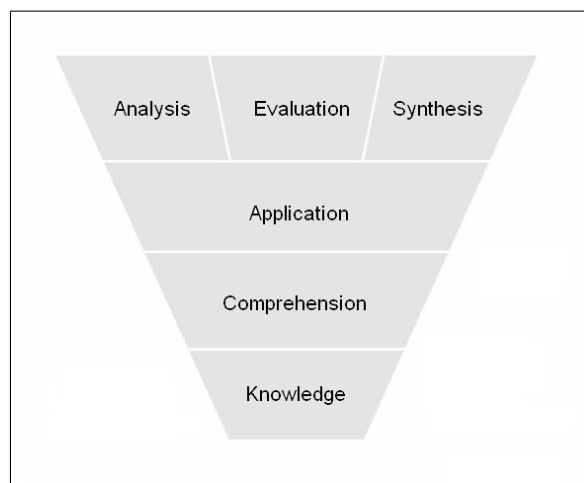 Analysis Evaluation Synthesis
Application
Comprehension
Knowledge